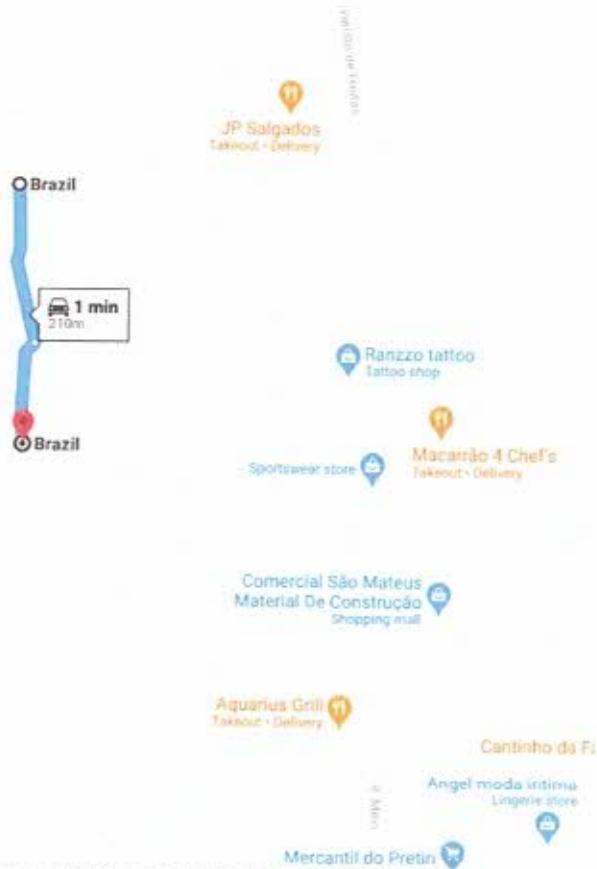 JP Salgados
Takeout • Delivery
Brazil
1 min
210m
Ranzzo tattoo
Tattoo shop
Brazil
Macarrão 4 Chef's
Takeout • Delivery
Sportswear store
Comercial São Mateus
Material De Construção
Shopping mall
Aquarius Grill
Takeout • Delivery
Cantinho da
Angel moda intima
Lingerie store
Mercantil do Pretin